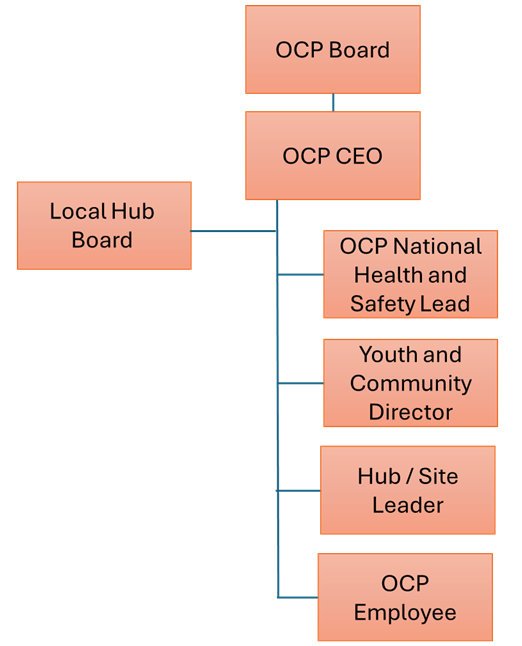 OCP Board
OCP CEO
Local Hub
Board
OCP National
Health and
Safety Lead
Youth and
Community
Director
Hub / Site
Leader
OCP
Employee